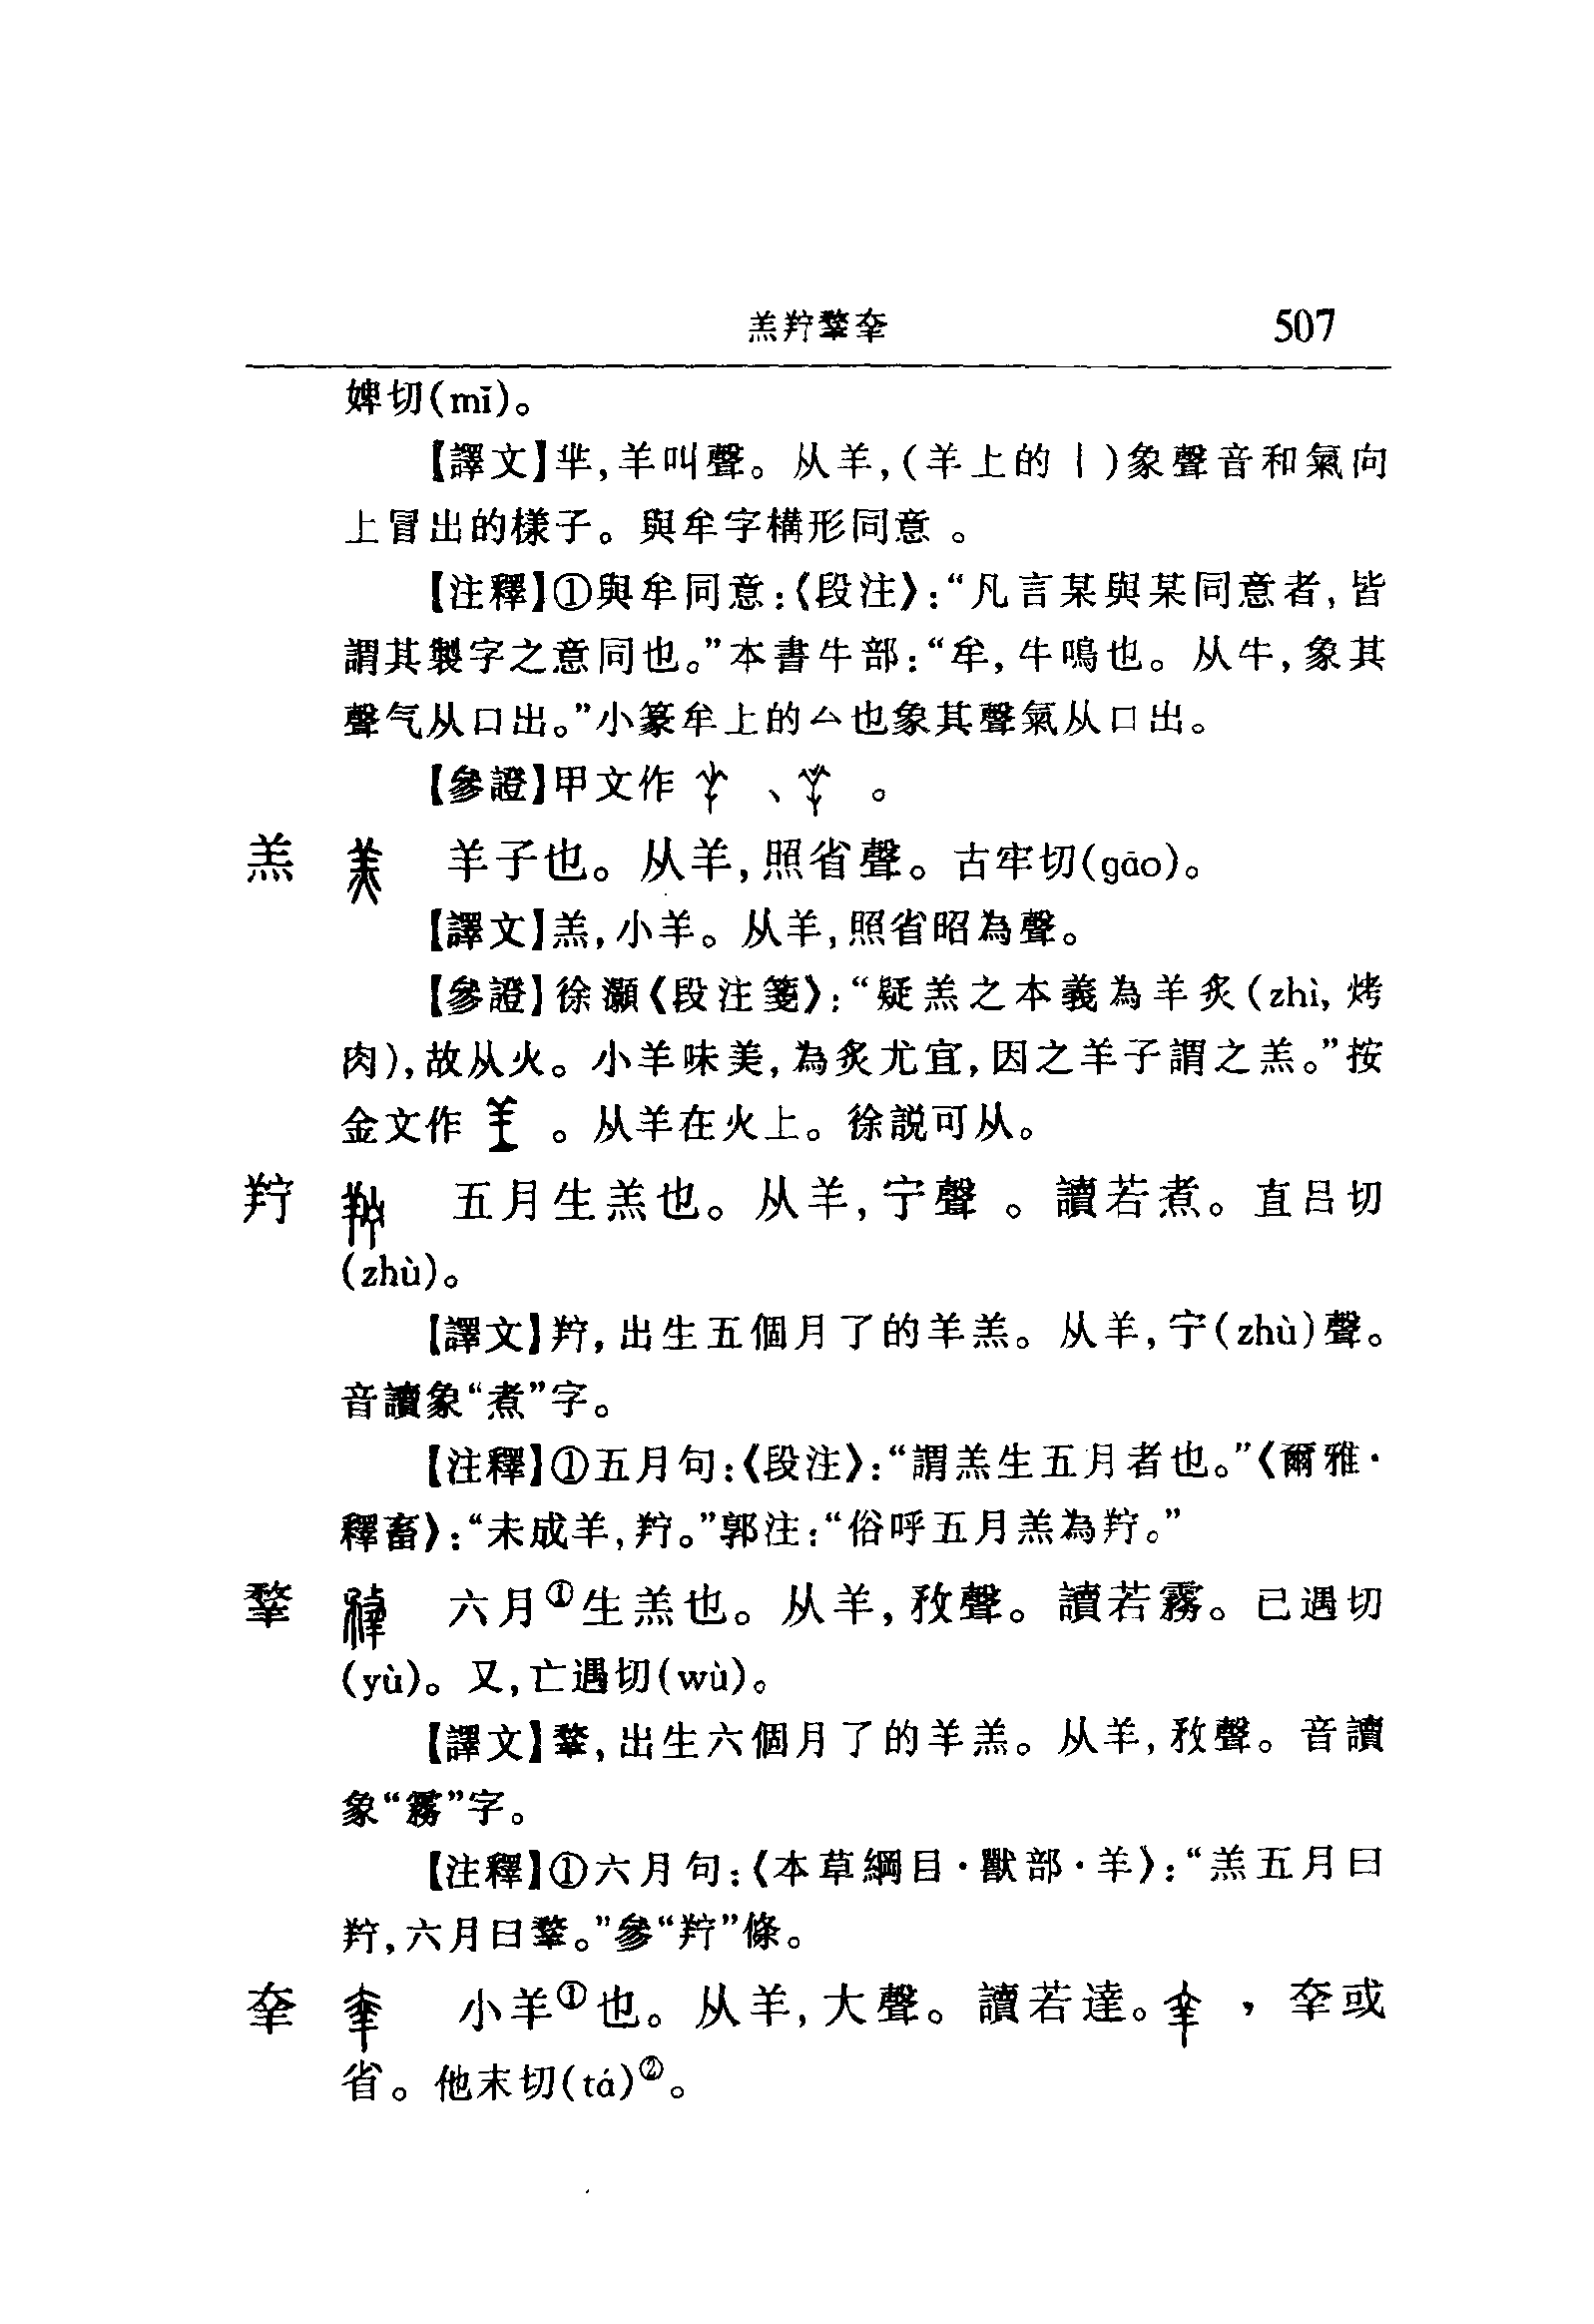 羔羜𦎧羍 507
婢切(mǐ)。
【譯文】芈,羊叫聲。从羊,(羊上的丨)象聲音和氣向
上冒出的樣子。與牟字構形同意 。
【注釋】①與牟同意:《段注》:“凡言某與某同意者,皆
謂其製字之意同也。”本書牛部:“牟,牛鳴也。从牛,象其
聲气从口出。”小篆牟上的厶也象其聲氣从口出。
【參證】甲文作 、 。
羔 羊子也。从羊,照省聲。古牢切(gāo)。
【譯文】羔,小羊。从羊,照省昭為聲。
【參證】徐灝《段注箋》:“疑羔之本義為羊炙(zhì,烤
肉),故从火。小羊味美,為炙尤宜,因之羊子謂之羔。”按
金文作 。从羊在火上。徐説可从。
羜 五月生羔也。从羊,宁聲 。讀若煮。直呂切
(zhù)。
【譯文】羜,出生五個月了的羊羔。从羊,宁(zhù)聲。
音讀象“煮”字。
【注釋】①五月句:《段注》:“謂羔生五月者也。”《爾雅·
釋畜》:“未成羊,羜。”郭注:“俗呼五月羔為羜。”
𦎧 六月①生羔也。从羊,敄聲。讀若霧。已遇切
(yù)。又,亡遇切(wù)。
【譯文】𦎧,出生六個月了的羊羔。从羊,敄聲。音讀
象“霧”字。
【注釋】①六月句:《本草綱目·獸部·羊》:“羔五月曰
羜,六月曰𦎧。”參“羜”條。
羍 小羊①也。从羊,大聲。讀若達。 ,羍或
省。他末切(tá)②。